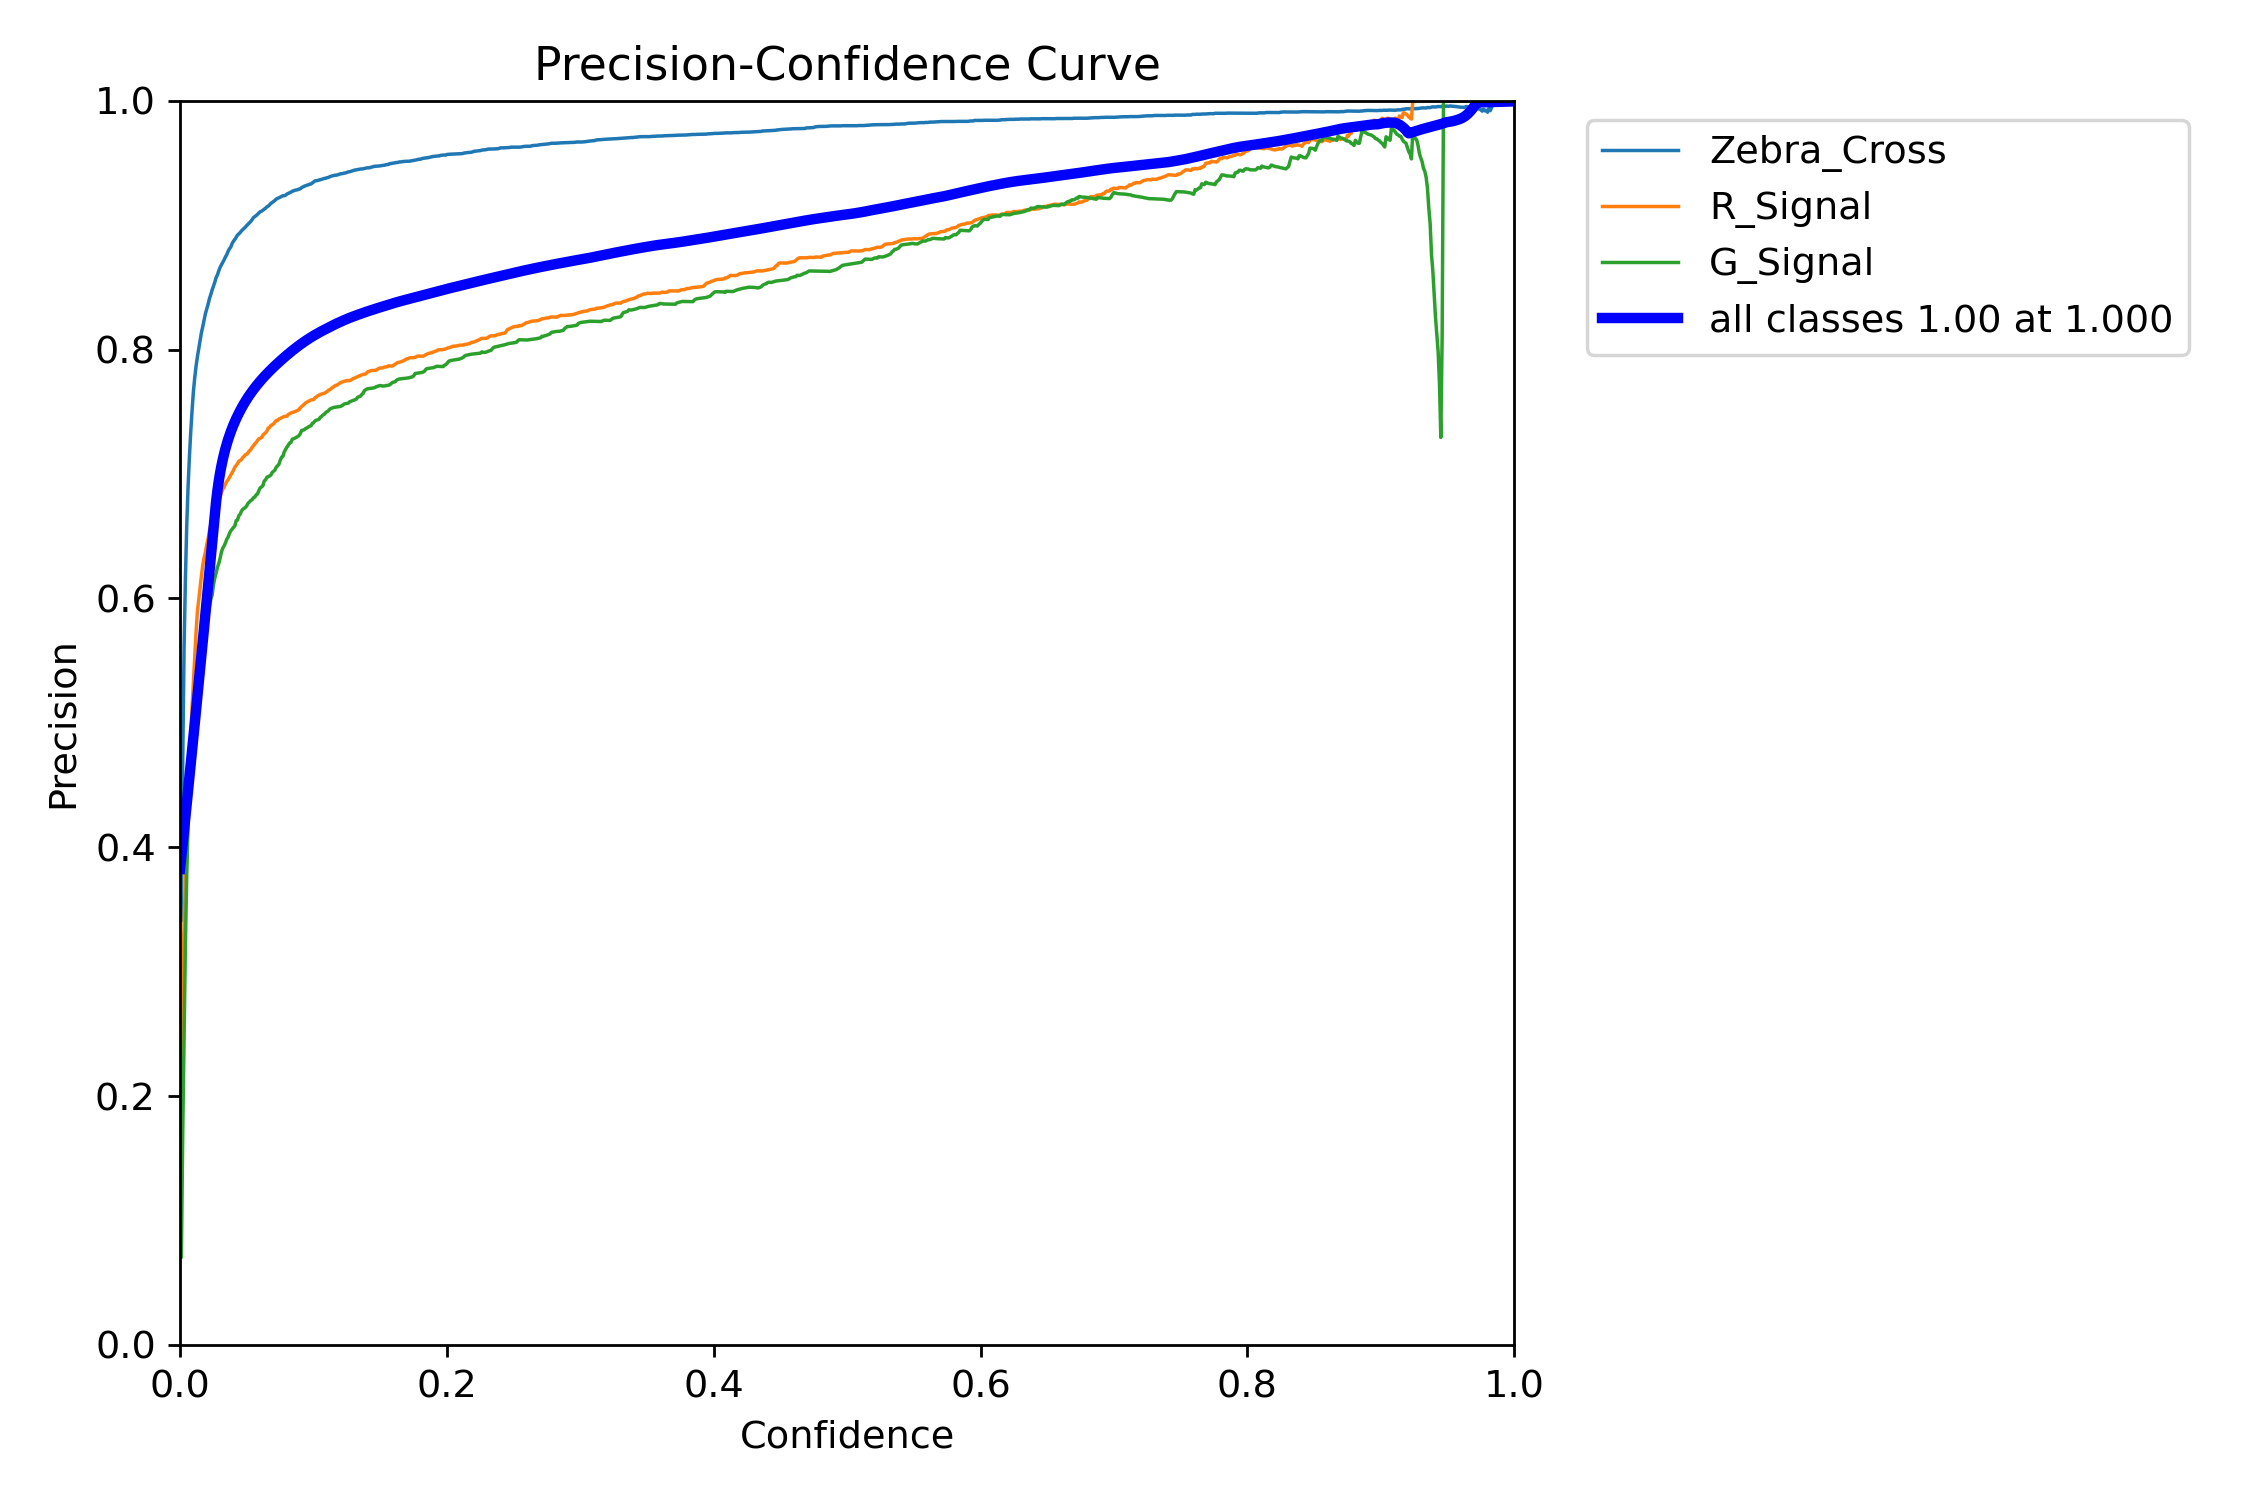 Precision-Confidence Curve
1.0
0.8
0.6
0.4
0.2
0.0
Precision
0.0 0.2 0.4 0.6 0.8 1.0
Confidence
Zebra_Cross
R_Signal
G_Signal
all classes 1.00 at 1.000